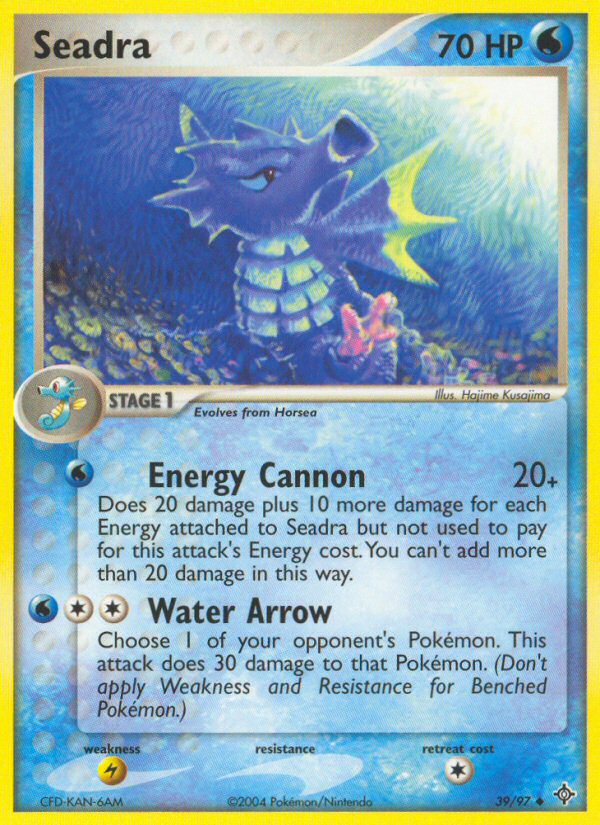 Seadra
70 HP
Illus. Hajime Kusajima
STAGE 1
Evolves from Horsea
Energy Cannon 20+
Does 20 damage plus 10 more damage for each
Energy attached to Seadra but not used to pay
for this attack's Energy cost. You can't add more
than 20 damage in this way.
Water Arrow
Choose 1 of your opponent's Pokémon. This
attack does 30 damage to that Pokémon. (Don't
apply Weakness and Resistance for Benched
Pokémon.)
weakness resistance retreat cost
CFD-KAN-6AM ©2004 Pokémon/Nintendo 39/97